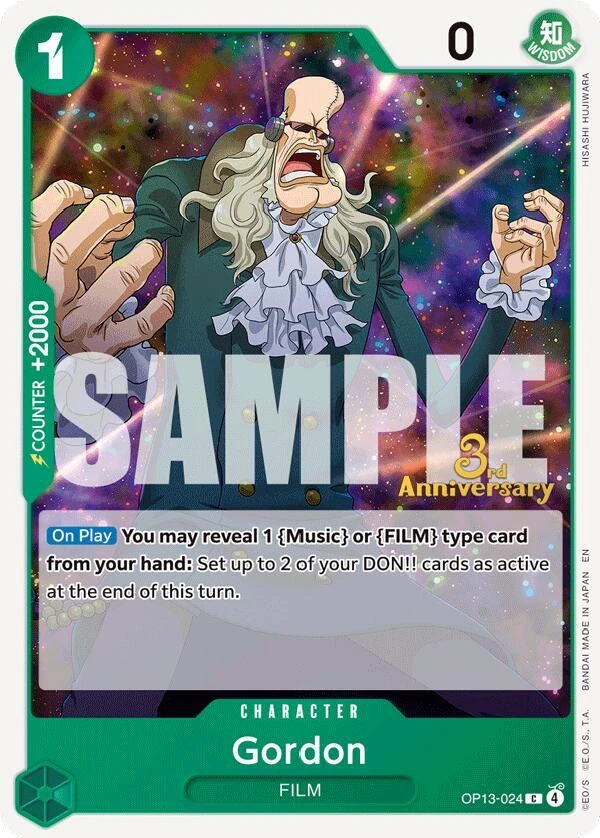 1
0
知
WISDOM
HISASHI HUJIWARA
COUNTER +2000
SAMPLE
3rd
Anniversary
On Play You may reveal 1 {Music} or {FILM} type card
from your hand: Set up to 2 of your DON!! cards as active
at the end of this turn.
CHARACTER
Gordon
FILM
OP13-024 C 4
©E.O./S ©E.O./S., T.A. BANDAI MADE IN JAPAN EN